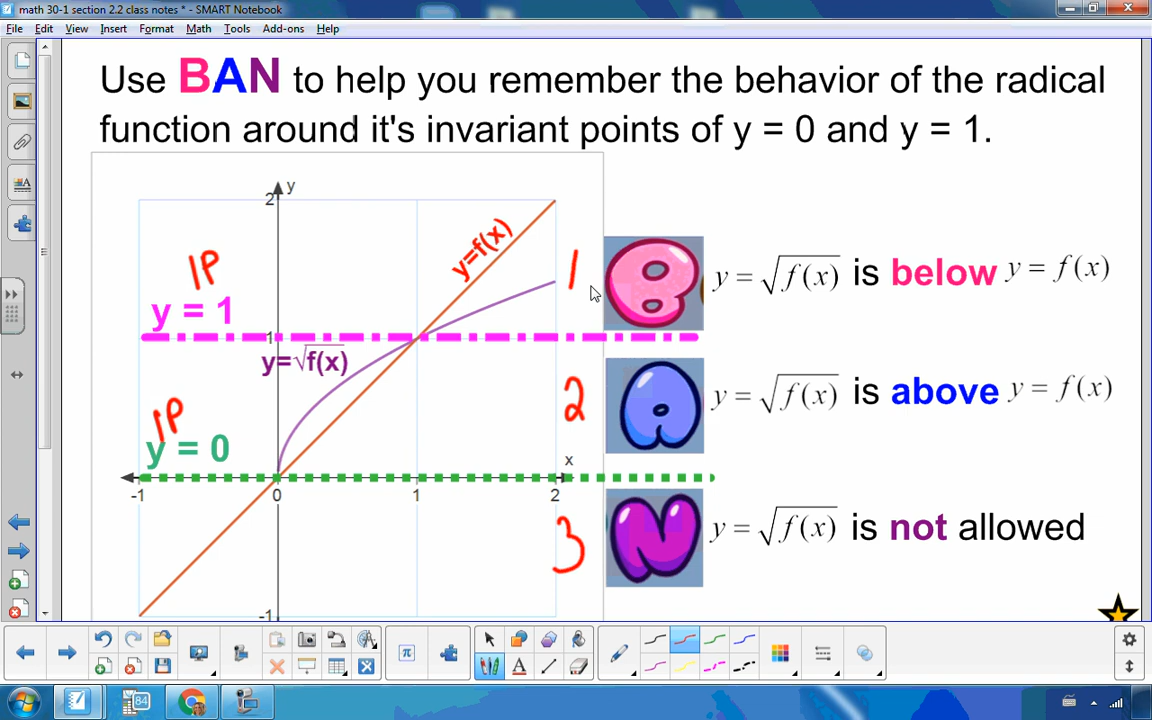 math 30-1 section 2.2 class notes * - SMART Notebook
File Edit View Insert Format Math Tools Add-ons Help
Use BAN to help you remember the behavior of the radical
function around it's invariant points of y = 0 and y = 1.
y
2
y=f(x)
IP
y = 1
1
y=√f(x)
IP
y = 0
x
-1 0 1 2
-1
1 B y = √f(x) is below y = f(x)
2 A y = √f(x) is above y = f(x)
3 N y = √f(x) is not allowed
π
A
84